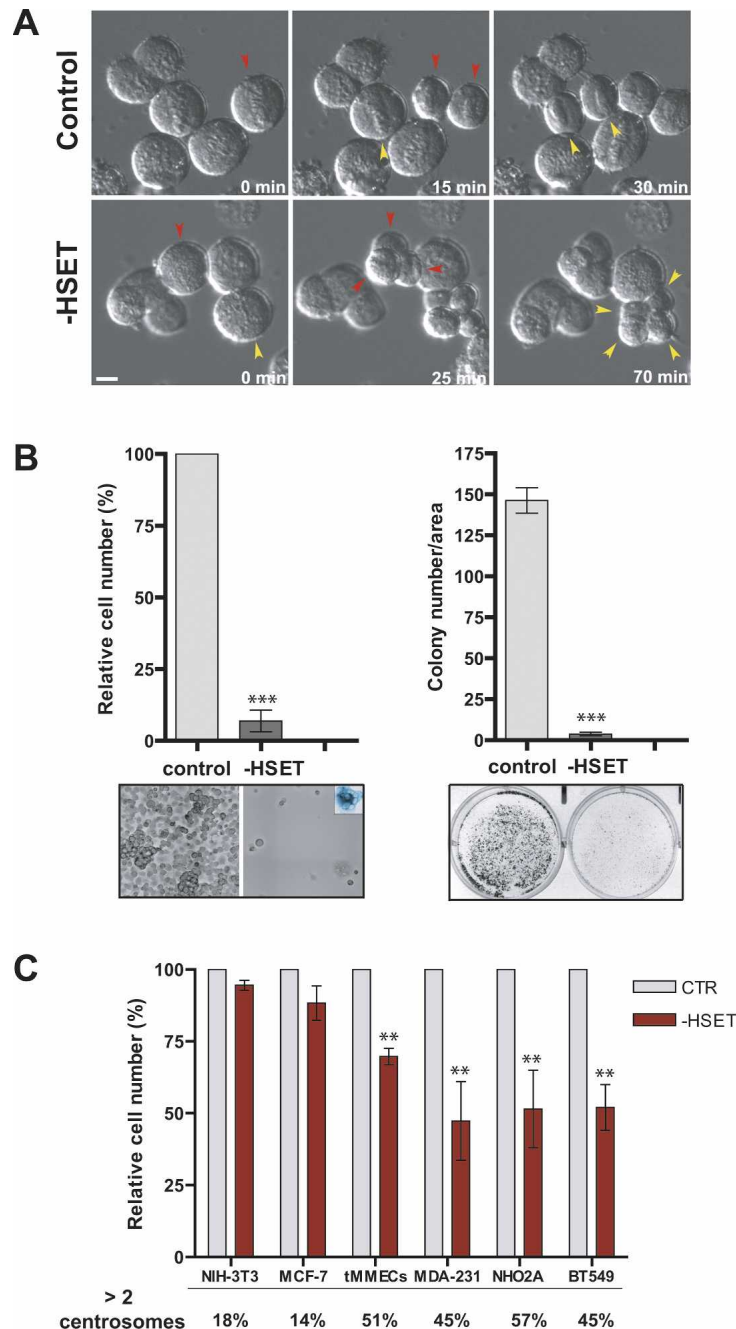 A
Control
0 min
15 min
30 min
-HSET
0 min
25 min
70 min
B
Relative cell number (%)
100
75
50
25
0
***
control -HSET
Colony number/area
175
150
125
100
75
50
25
0
***
control -HSET
C
Relative cell number (%)
100
75
50
25
0
**
**
**
**
CTR
-HSET
NIH-3T3 MCF-7 tMMECs MDA-231 NHO2A BT549
> 2
centrosomes 18% 14% 51% 45% 57% 45%